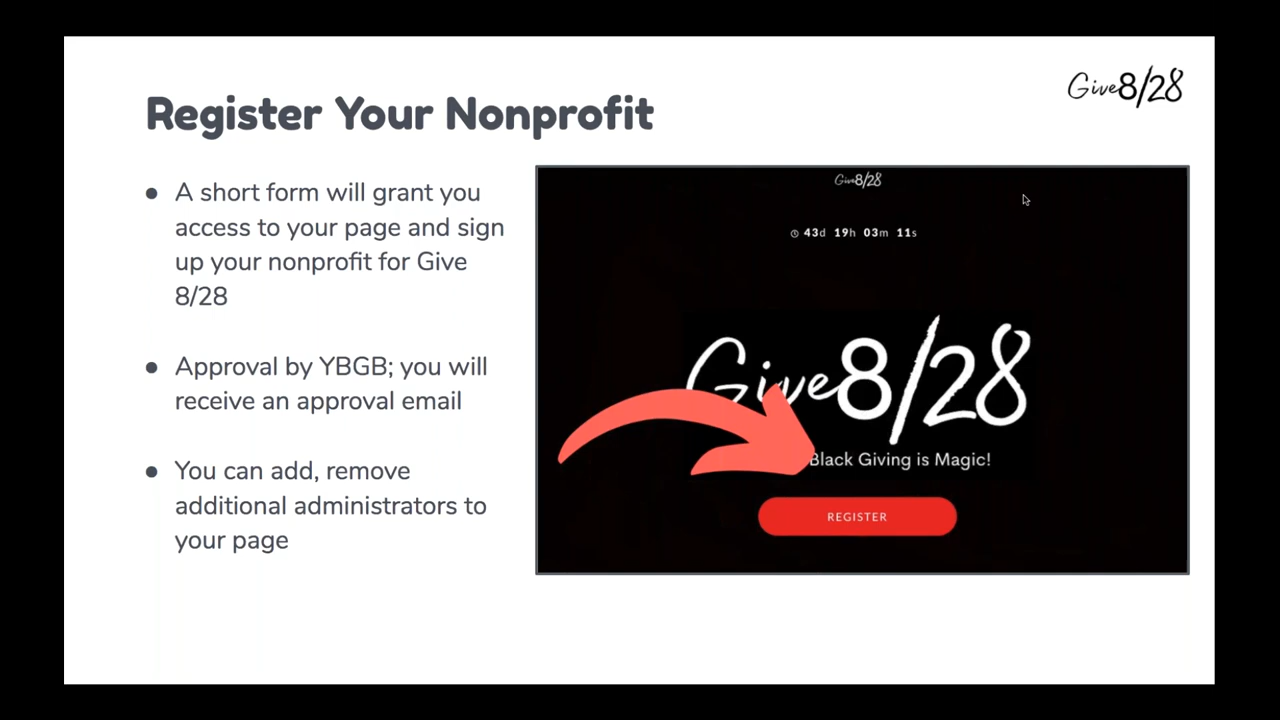 Give8/28
Register Your Nonprofit
• A short form will grant you
access to your page and sign
up your nonprofit for Give
8/28
• Approval by YBGB; you will
receive an approval email
• You can add, remove
additional administrators to
your page
Give8/28
43d 19h 03m 11s
Give8/28
Black Giving is Magic!
REGISTER